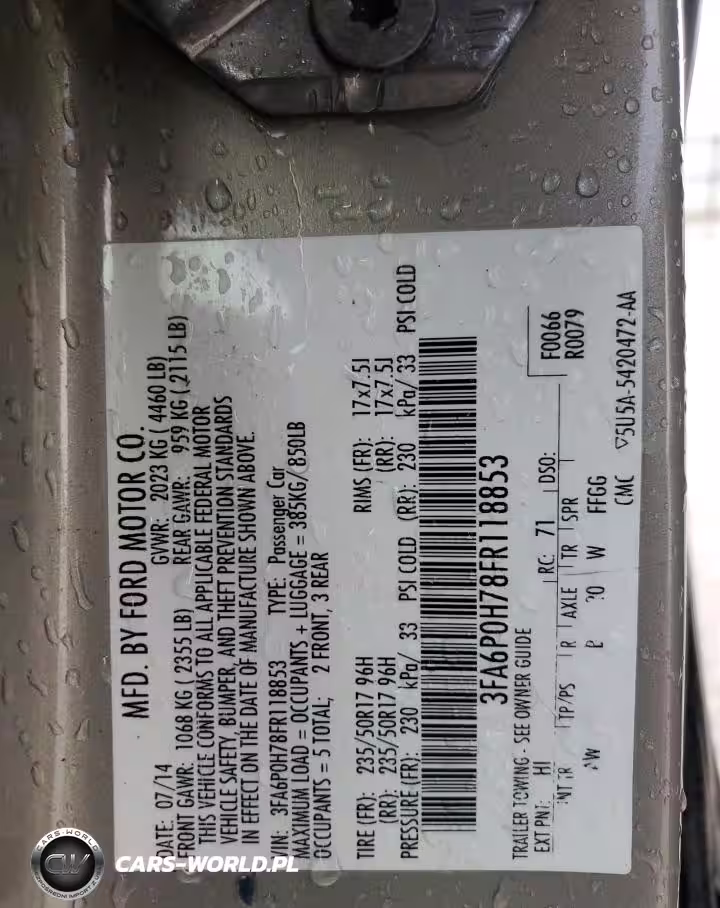 MFD. BY FORD MOTOR CO.
DATE: 07/14 GVWR: 2023 KG ( 4460 LB)
FRONT GAWR: 1068 KG ( 2355 LB) REAR GAWR: 959 KG ( 2115 LB)
THIS VEHICLE CONFORMS TO ALL APPLICABLE FEDERAL MOTOR
VEHICLE SAFETY, BUMPER, AND THEFT PREVENTION STANDARDS
IN EFFECT ON THE DATE OF MANUFACTURE SHOWN ABOVE.
VIN: 3FA6P0H78FR118853 TYPE: Passenger Car
MAXIMUM LOAD = OCCUPANTS + LUGGAGE = 385KG/ 850LB
OCCUPANTS = 5 TOTAL; 2 FRONT, 3 REAR
TIRE (FR): 235/50R17 96H RIMS (FR): 17x7.5J
(RR): 235/50R17 96H (RR): 17x7.5J
PRESSURE (FR): 230 kPa/ 33 PSI COLD (RR): 230 kPa/ 33 PSI COLD
3FA6P0H78FR118853
TRAILER TOWING - SEE OWNER GUIDE
EXT PNT: HI RC: 71 DSO: F0066
R0079
INT TR TP/PS R AXLE TR SPR
W FFGG
CMC 5U5A-5420472-AA
CARS-WORLD
CW
CARS-WORLD.PL